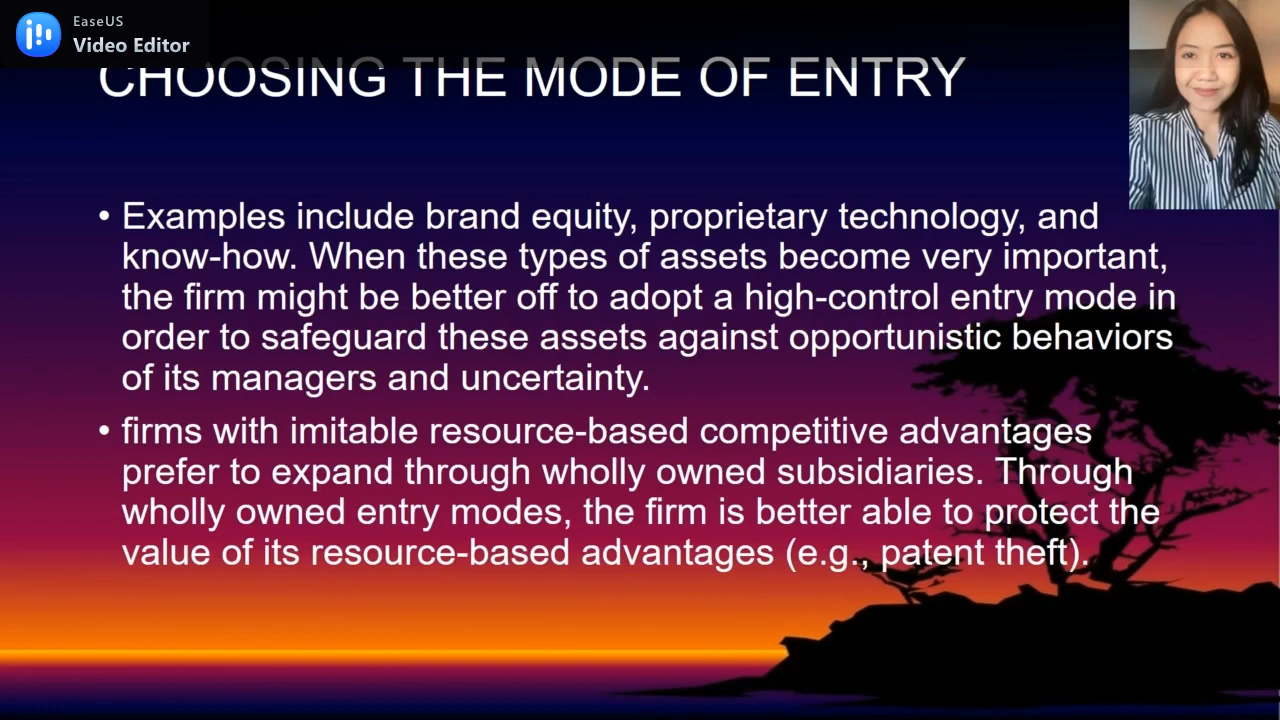 EaseUS
Video Editor
CHOOSING THE MODE OF ENTRY
• Examples include brand equity, proprietary technology, and
know-how. When these types of assets become very important,
the firm might be better off to adopt a high-control entry mode in
order to safeguard these assets against opportunistic behaviors
of its managers and uncertainty.
• firms with imitable resource-based competitive advantages
prefer to expand through wholly owned subsidiaries. Through
wholly owned entry modes, the firm is better able to protect the
value of its resource-based advantages (e.g., patent theft).